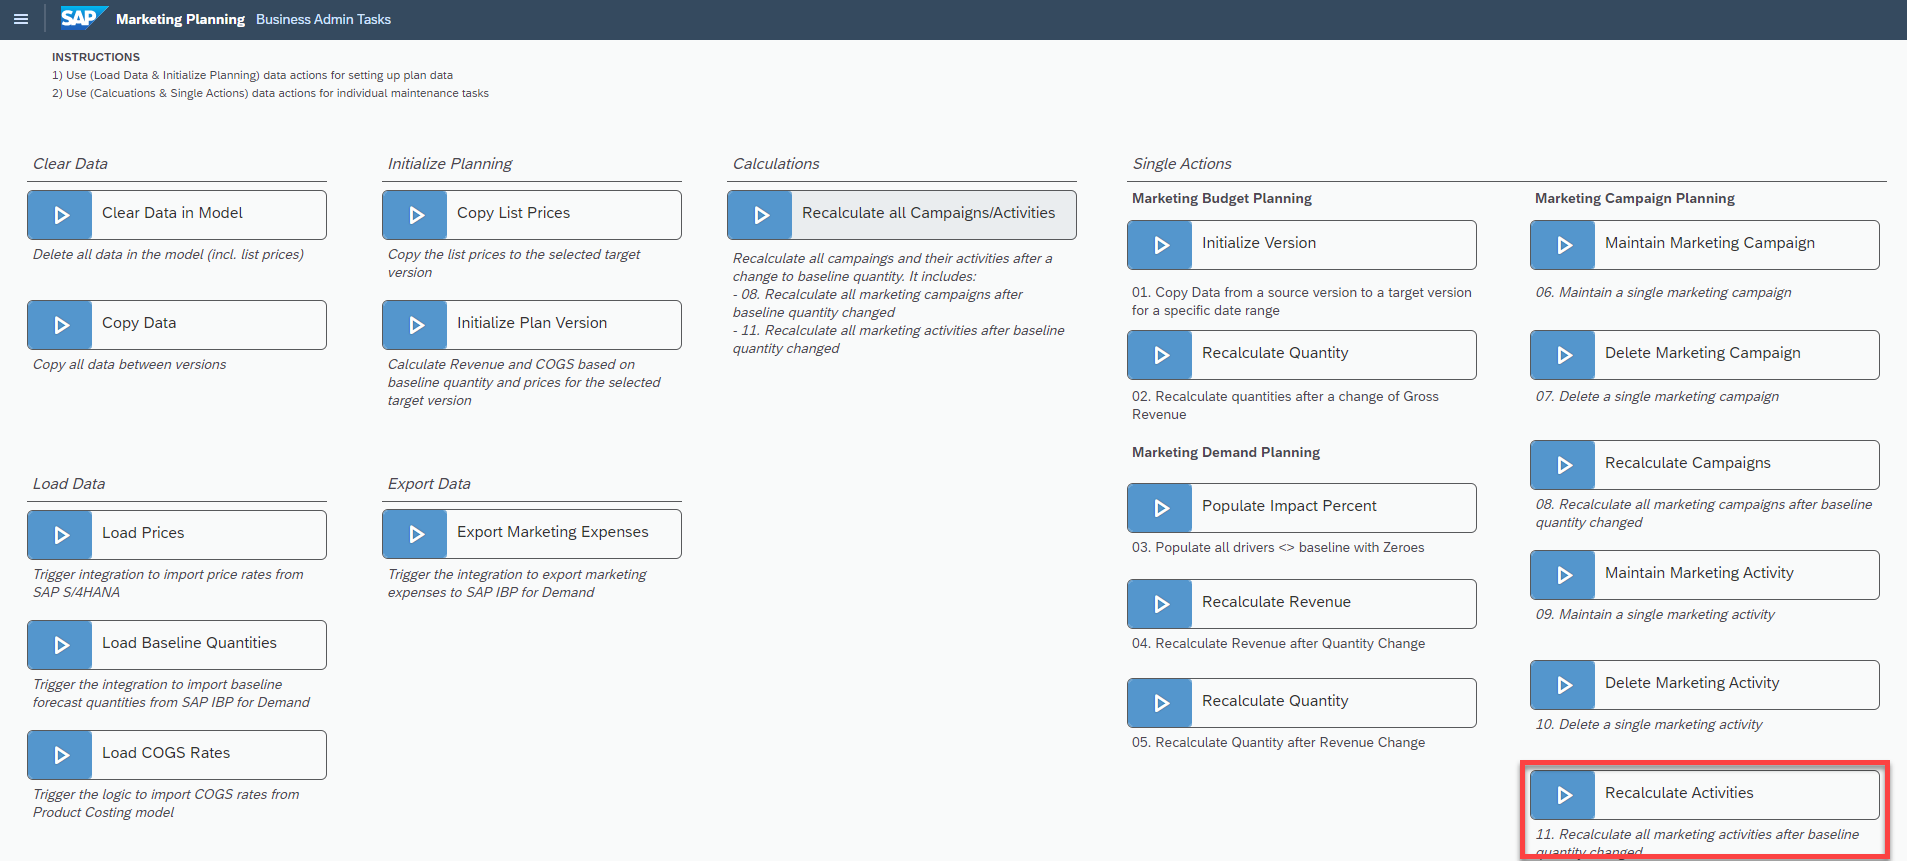 SAP Marketing Planning Business Admin Tasks
INSTRUCTIONS
1) Use (Load Data & Initialize Planning) data actions for setting up plan data
2) Use (Calcuations & Single Actions) data actions for individual maintenance tasks
Clear Data
Clear Data in Model
Delete all data in the model (incl. list prices)
Copy Data
Copy all data between versions
Load Data
Load Prices
Trigger integration to import price rates from
SAP S/4HANA
Load Baseline Quantities
Trigger the integration to import baseline
forecast quantities from SAP IBP for Demand
Load COGS Rates
Trigger the logic to import COGS rates from
Product Costing model
Initialize Planning
Copy List Prices
Copy the list prices to the selected target
version
Initialize Plan Version
Calculate Revenue and COGS based on
baseline quantity and prices for the selected
target version
Export Data
Export Marketing Expenses
Trigger the integration to export marketing
expenses to SAP IBP for Demand
Calculations
Recalculate all Campaigns/Activities
Recalculate all campaings and their activities after a
change to baseline quantity. It includes:
- 08. Recalculate all marketing campaigns after
baseline quantity changed
- 11. Recalculate all marketing activities after baseline
quantity changed
Single Actions
Marketing Budget Planning
Initialize Version
01. Copy Data from a source version to a target version
for a specific date range
Recalculate Quantity
02. Recalculate quantities after a change of Gross
Revenue
Marketing Demand Planning
Populate Impact Percent
03. Populate all drivers <> baseline with Zeroes
Recalculate Revenue
04. Recalculate Revenue after Quantity Change
Recalculate Quantity
05. Recalculate Quantity after Revenue Change
Marketing Campaign Planning
Maintain Marketing Campaign
06. Maintain a single marketing campaign
Delete Marketing Campaign
07. Delete a single marketing campaign
Recalculate Campaigns
08. Recalculate all marketing campaigns after baseline
quantity changed
Maintain Marketing Activity
09. Maintain a single marketing activity
Delete Marketing Activity
10. Delete a single marketing activity
Recalculate Activities
11. Recalculate all marketing activities after baseline
quantity changed